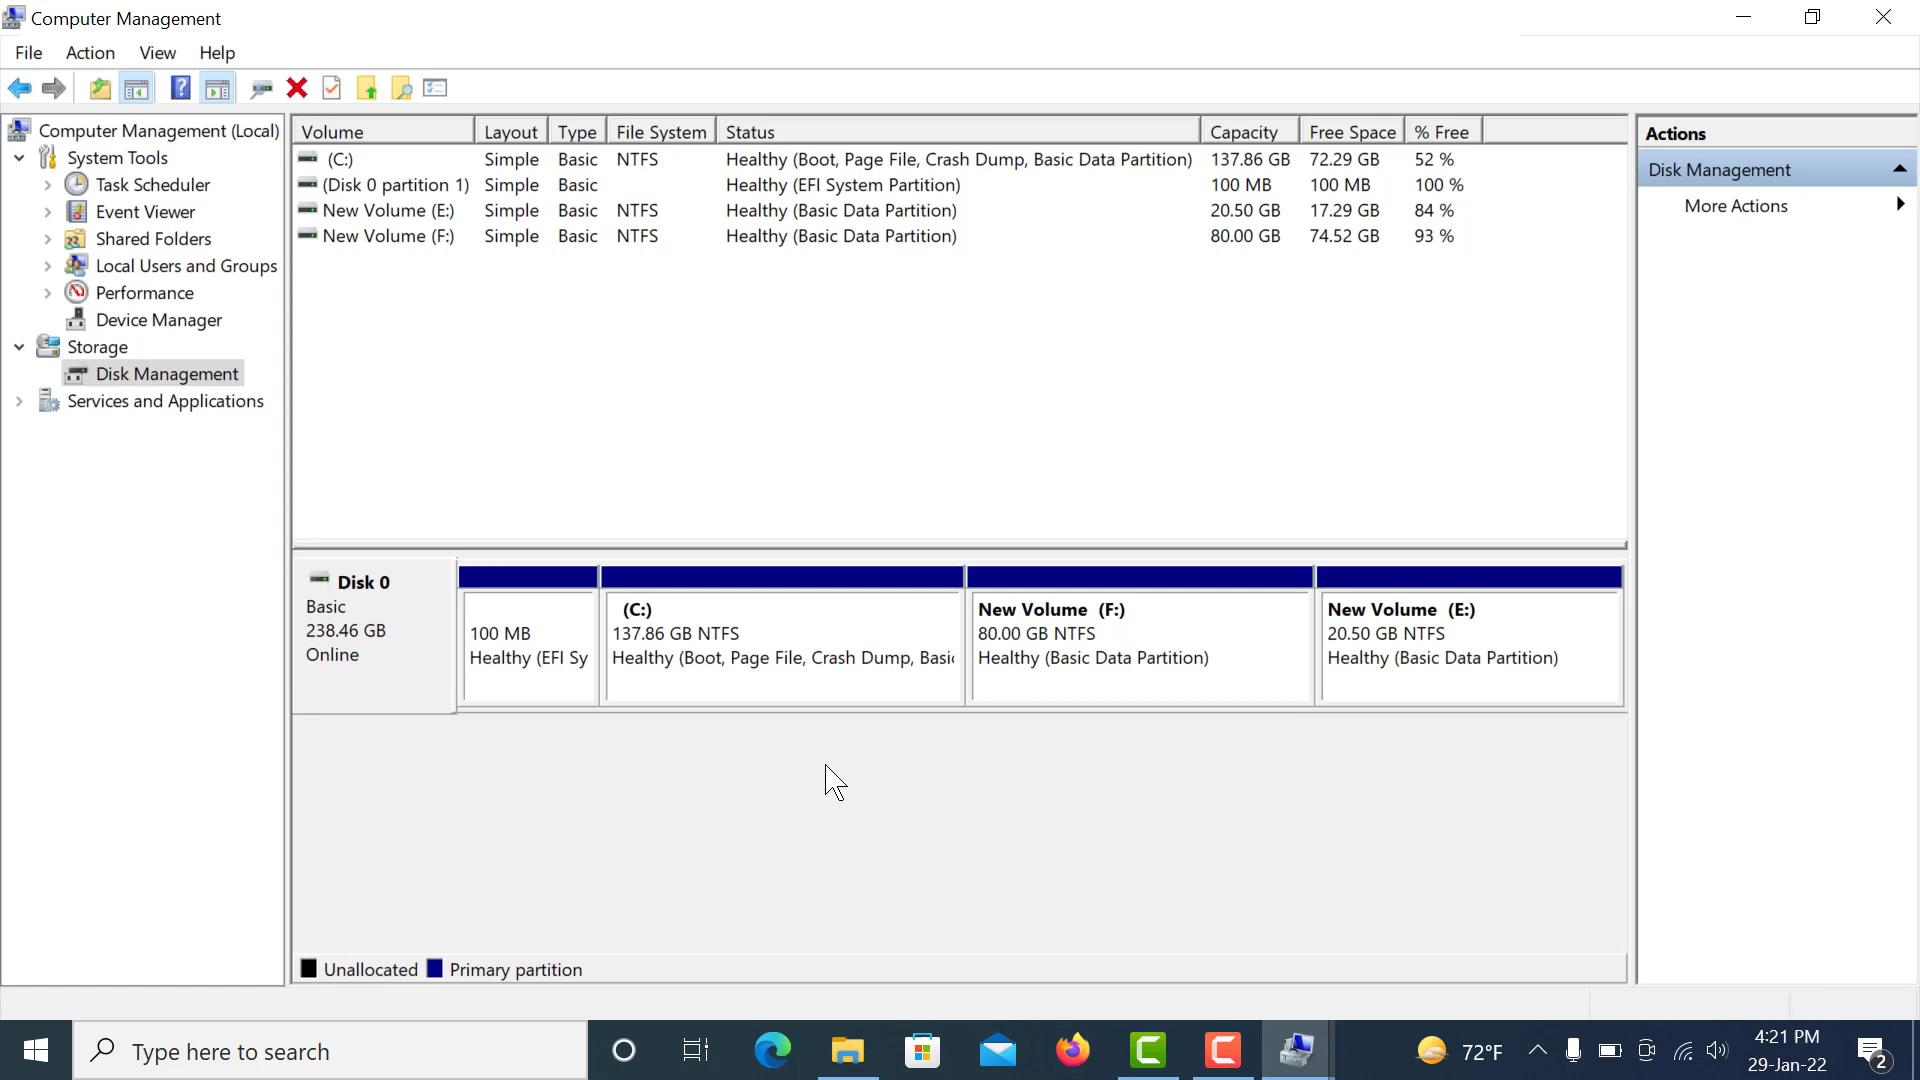 Computer Management
File Action View Help
Computer Management (Local)
System Tools
Task Scheduler
Event Viewer
Shared Folders
Local Users and Groups
Performance
Device Manager
Storage
Disk Management
Services and Applications
Volume Layout Type File System Status Capacity Free Space % Free
(C:) Simple Basic NTFS Healthy (Boot, Page File, Crash Dump, Basic Data Partition) 137.86 GB 72.29 GB 52 %
(Disk 0 partition 1) Simple Basic Healthy (EFI System Partition) 100 MB 100 MB 100 %
New Volume (E:) Simple Basic NTFS Healthy (Basic Data Partition) 20.50 GB 17.29 GB 84 %
New Volume (F:) Simple Basic NTFS Healthy (Basic Data Partition) 80.00 GB 74.52 GB 93 %
Disk 0
Basic
238.46 GB
Online
100 MB
Healthy (EFI Sy
(C:)
137.86 GB NTFS
Healthy (Boot, Page File, Crash Dump, Basic
New Volume (F:)
80.00 GB NTFS
Healthy (Basic Data Partition)
New Volume (E:)
20.50 GB NTFS
Healthy (Basic Data Partition)
Unallocated Primary partition
Actions
Disk Management
More Actions
Type here to search
72°F
4:21 PM
29-Jan-22
2